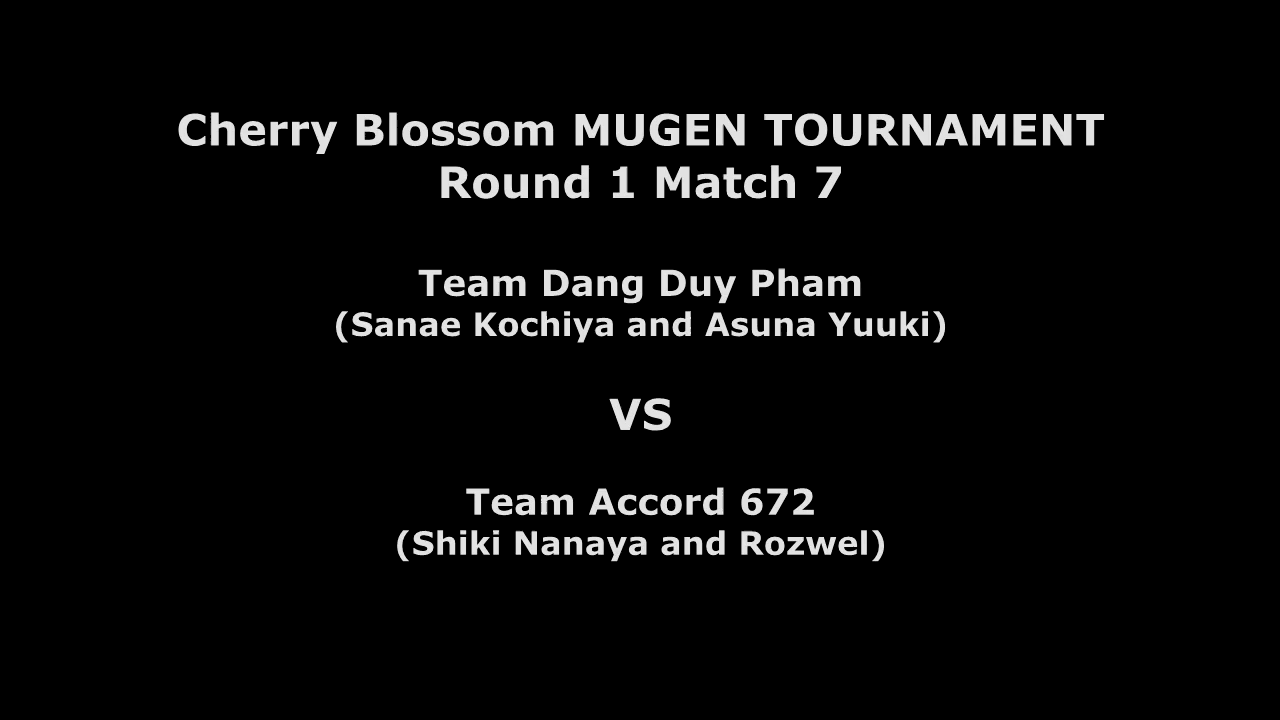 Cherry Blossom MUGEN TOURNAMENT
Round 1 Match 7
Team Dang Duy Pham
(Sanae Kochiya and Asuna Yuuki)
VS
Team Accord 672
(Shiki Nanaya and Rozwel)